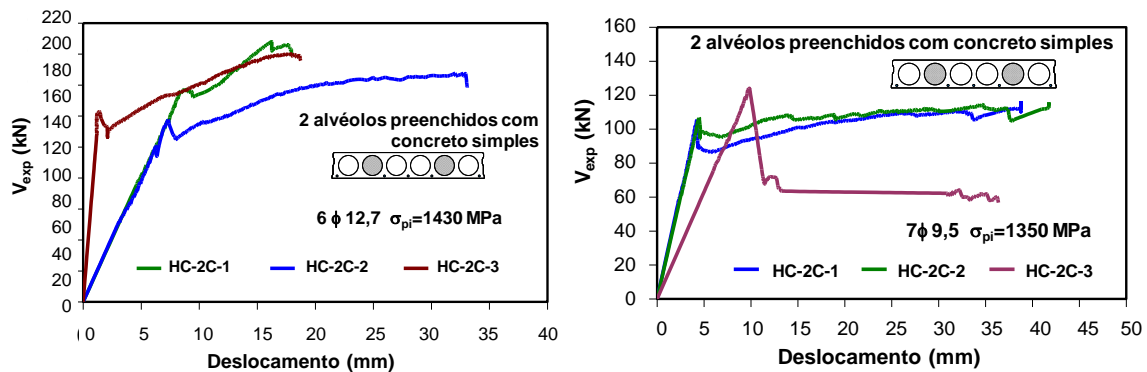 V_exp (kN)
220
200
180
160
140
120
100
80
60
40
20
0
2 alvéolos preenchidos com
concreto simples
6 ϕ 12,7 σ_pi=1430 MPa
HC-2C-1 HC-2C-2 HC-2C-3
0 5 10 15 20 25 30 35 40
Deslocamento (mm)
V_exp (kN)
160
140
120
100
80
60
40
20
0
2 alvéolos preenchidos com concreto simples
7ϕ 9,5 σ_pi=1350 MPa
HC-2C-1 HC-2C-2 HC-2C-3
0 5 10 15 20 25 30 35 40 45 50
Deslocamento (mm)